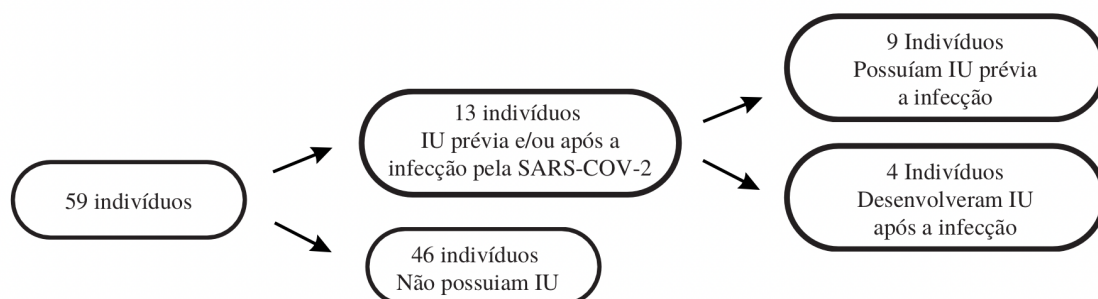 59 indivíduos
13 indivíduos
IU prévia e/ou após a
infecção pela SARS-COV-2
46 indivíduos
Não possuiam IU
9 Indivíduos
Possuíam IU prévia
a infecção
4 Indivíduos
Desenvolveram IU
após a infecção